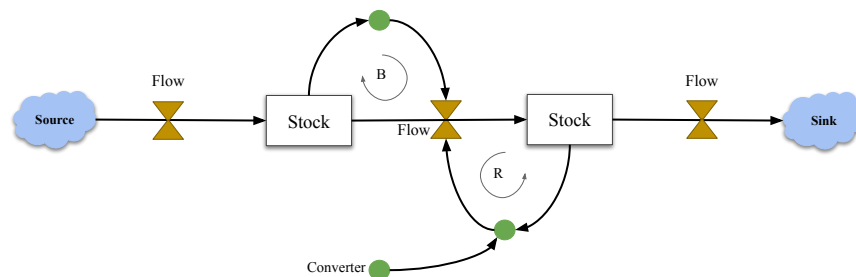 Flow
Flow
B
Source
Stock
Flow
Stock
Sink
R
Converter